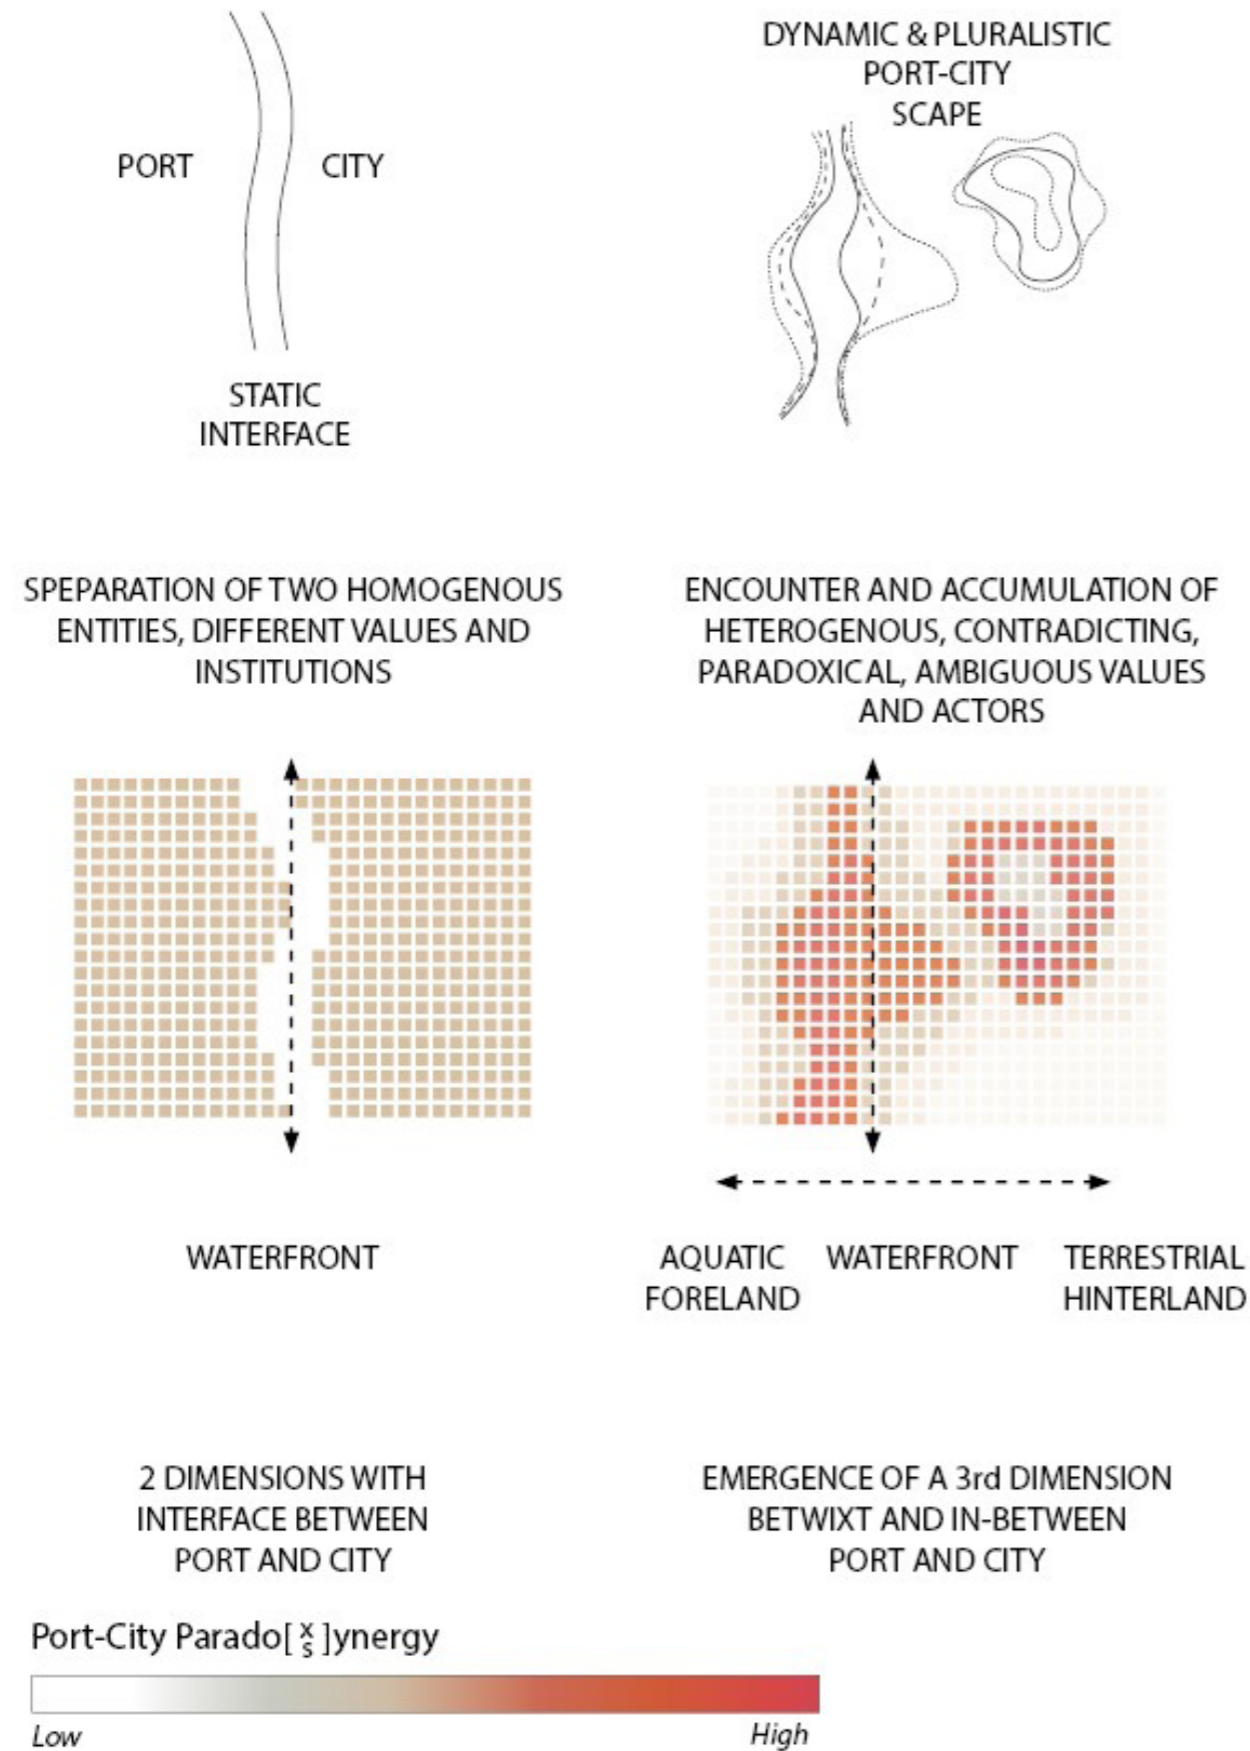 PORT
CITY
STATIC
INTERFACE
DYNAMIC & PLURALISTIC
PORT-CITY
SCAPE
SPEPARATION OF TWO HOMOGENOUS
ENTITIES, DIFFERENT VALUES AND
INSTITUTIONS
ENCOUNTER AND ACCUMULATION OF
HETEROGENOUS, CONTRADICTING,
PARADOXICAL, AMBIGUOUS VALUES
AND ACTORS
WATERFRONT
AQUATIC
FORELAND
WATERFRONT
TERRESTRIAL
HINTERLAND
2 DIMENSIONS WITH
INTERFACE BETWEEN
PORT AND CITY
EMERGENCE OF A 3rd DIMENSION
BETWIXT AND IN-BETWEEN
PORT AND CITY
Port-City Parado[ x s ]ynergy
Low
High